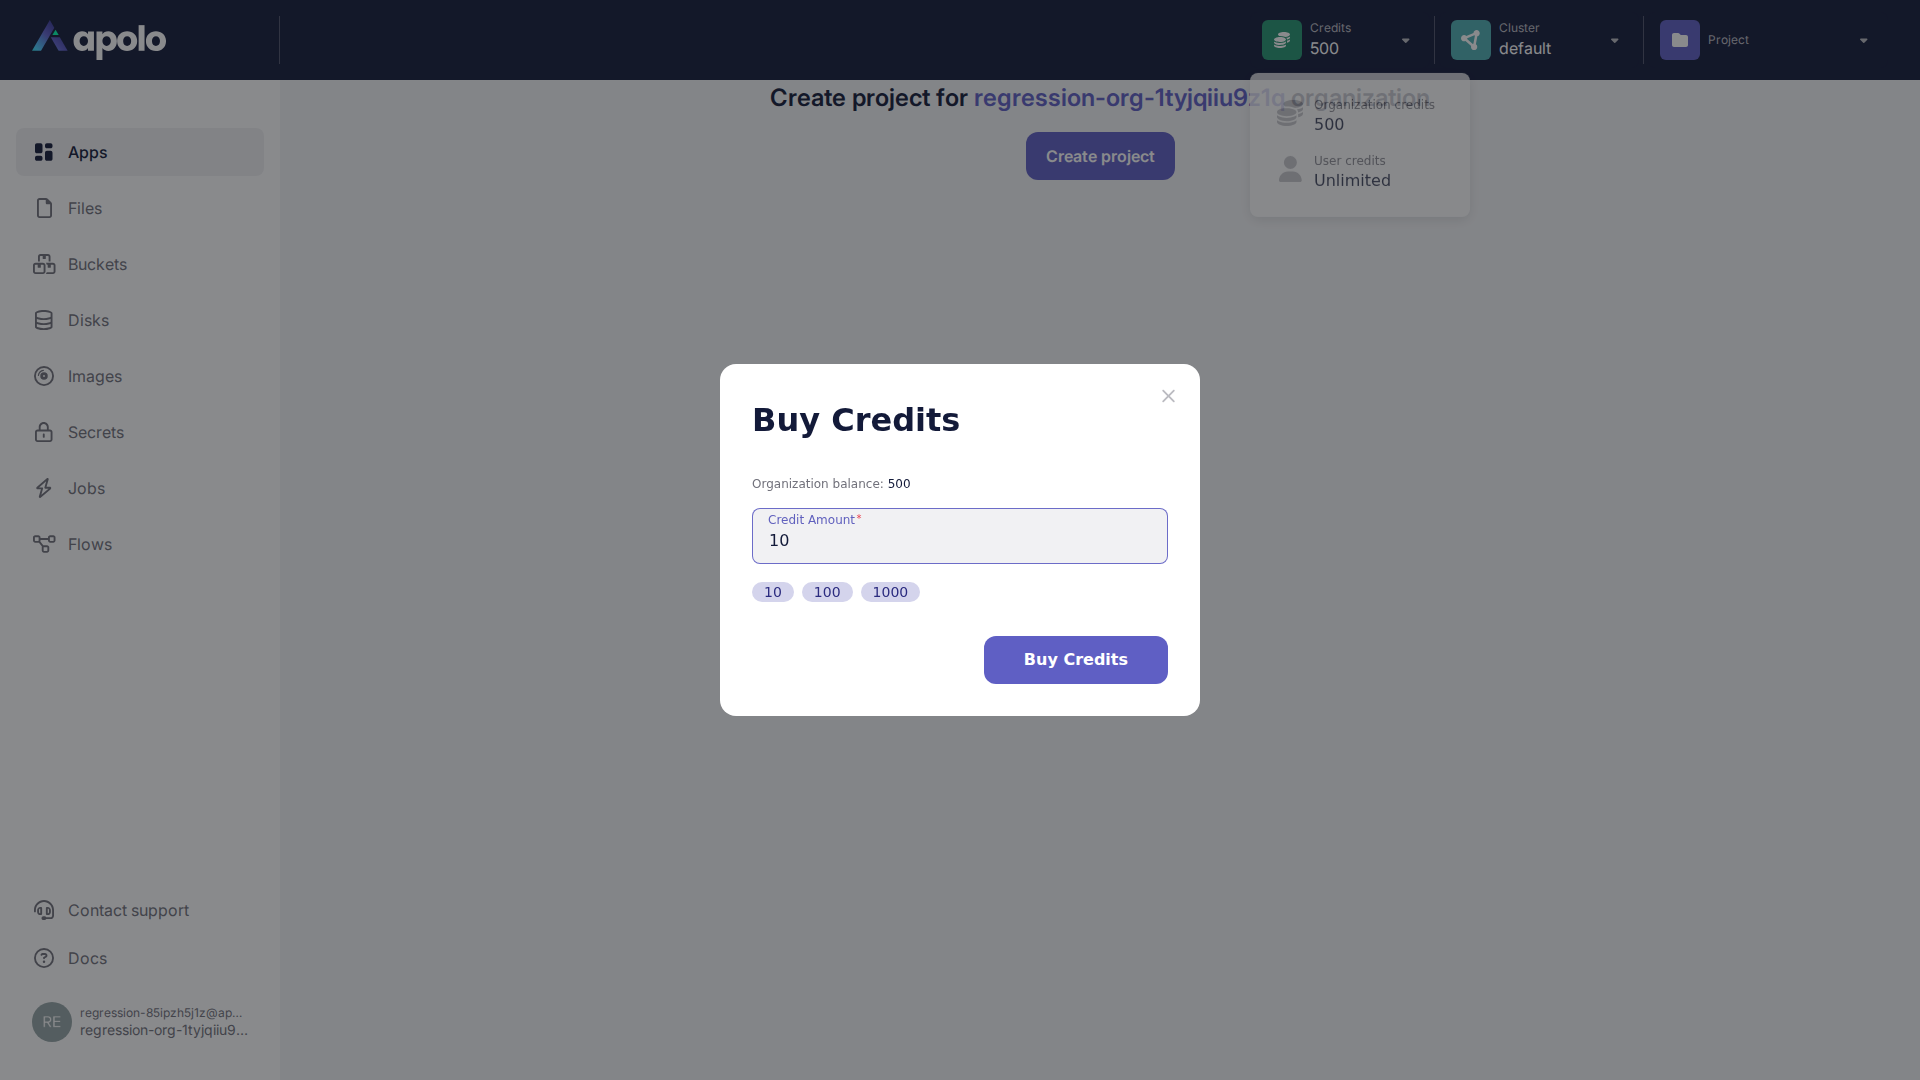 apolo
Credits
500
Cluster
default
Project
Create project for regression-org-1tyjqiiu9z1q organization
Create project
Organization credits
500
User credits
Unlimited
Apps
Files
Buckets
Disks
Images
Secrets
Jobs
Flows
Buy Credits
Organization balance: 500
Credit Amount*
10
10 100 1000
Buy Credits
Contact support
Docs
RE
regression-85ipzh5j1z@ap...
regression-org-1tyjqiiu9...